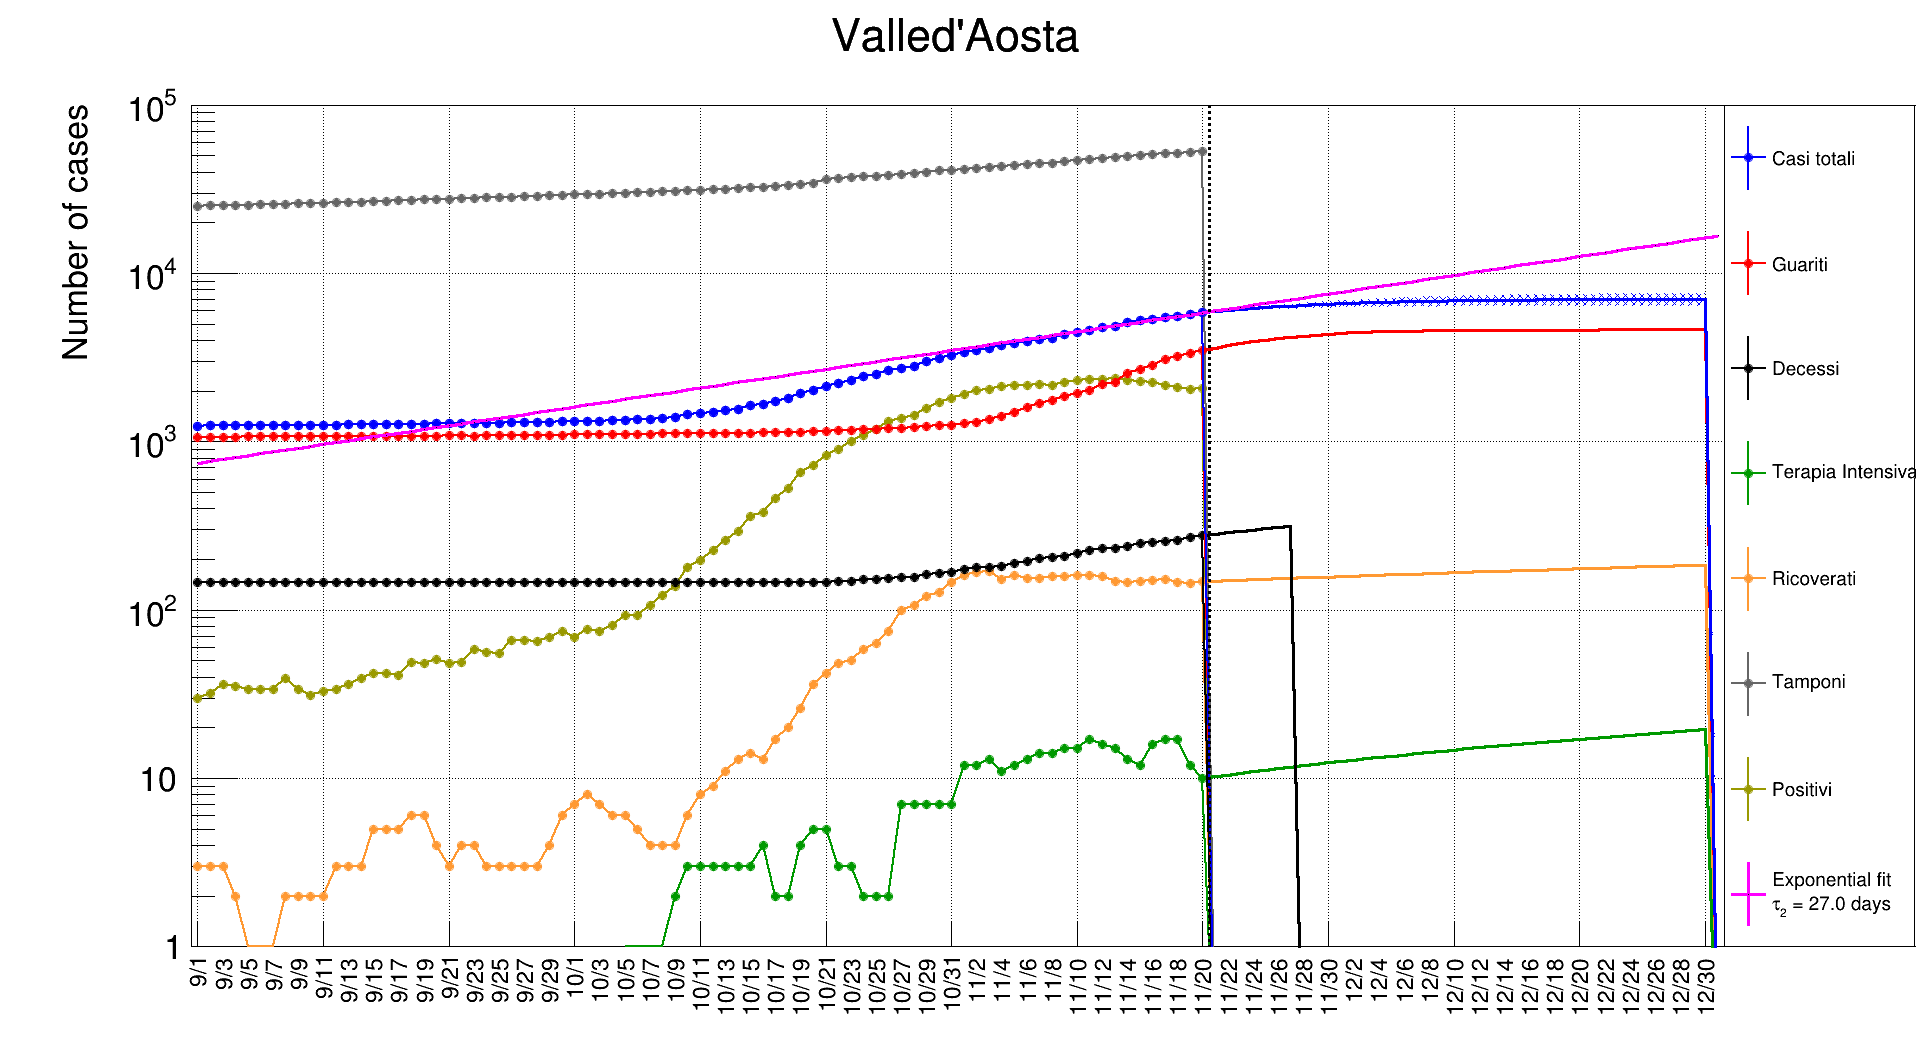 Valled'Aosta
Number of cases
10^5
10^4
10^3
10^2
10
1
9/1 9/3 9/5 9/7 9/9 9/11 9/13 9/15 9/17 9/19 9/21 9/23 9/25 9/27 9/29 10/1 10/3 10/5 10/7 10/9 10/11 10/13 10/15 10/17 10/19 10/21 10/23 10/25 10/27 10/29 10/31 11/2 11/4 11/6 11/8 11/10 11/12 11/14 11/16 11/18 11/20 11/22 11/24 11/26 11/28 11/30 12/2 12/4 12/6 12/8 12/10 12/12 12/14 12/16 12/18 12/20 12/22 12/24 12/26 12/28 12/30
Casi totali
Guariti
Decessi
Terapia Intensiva
Ricoverati
Tamponi
Positivi
Exponential fit
τ_2 = 27.0 days